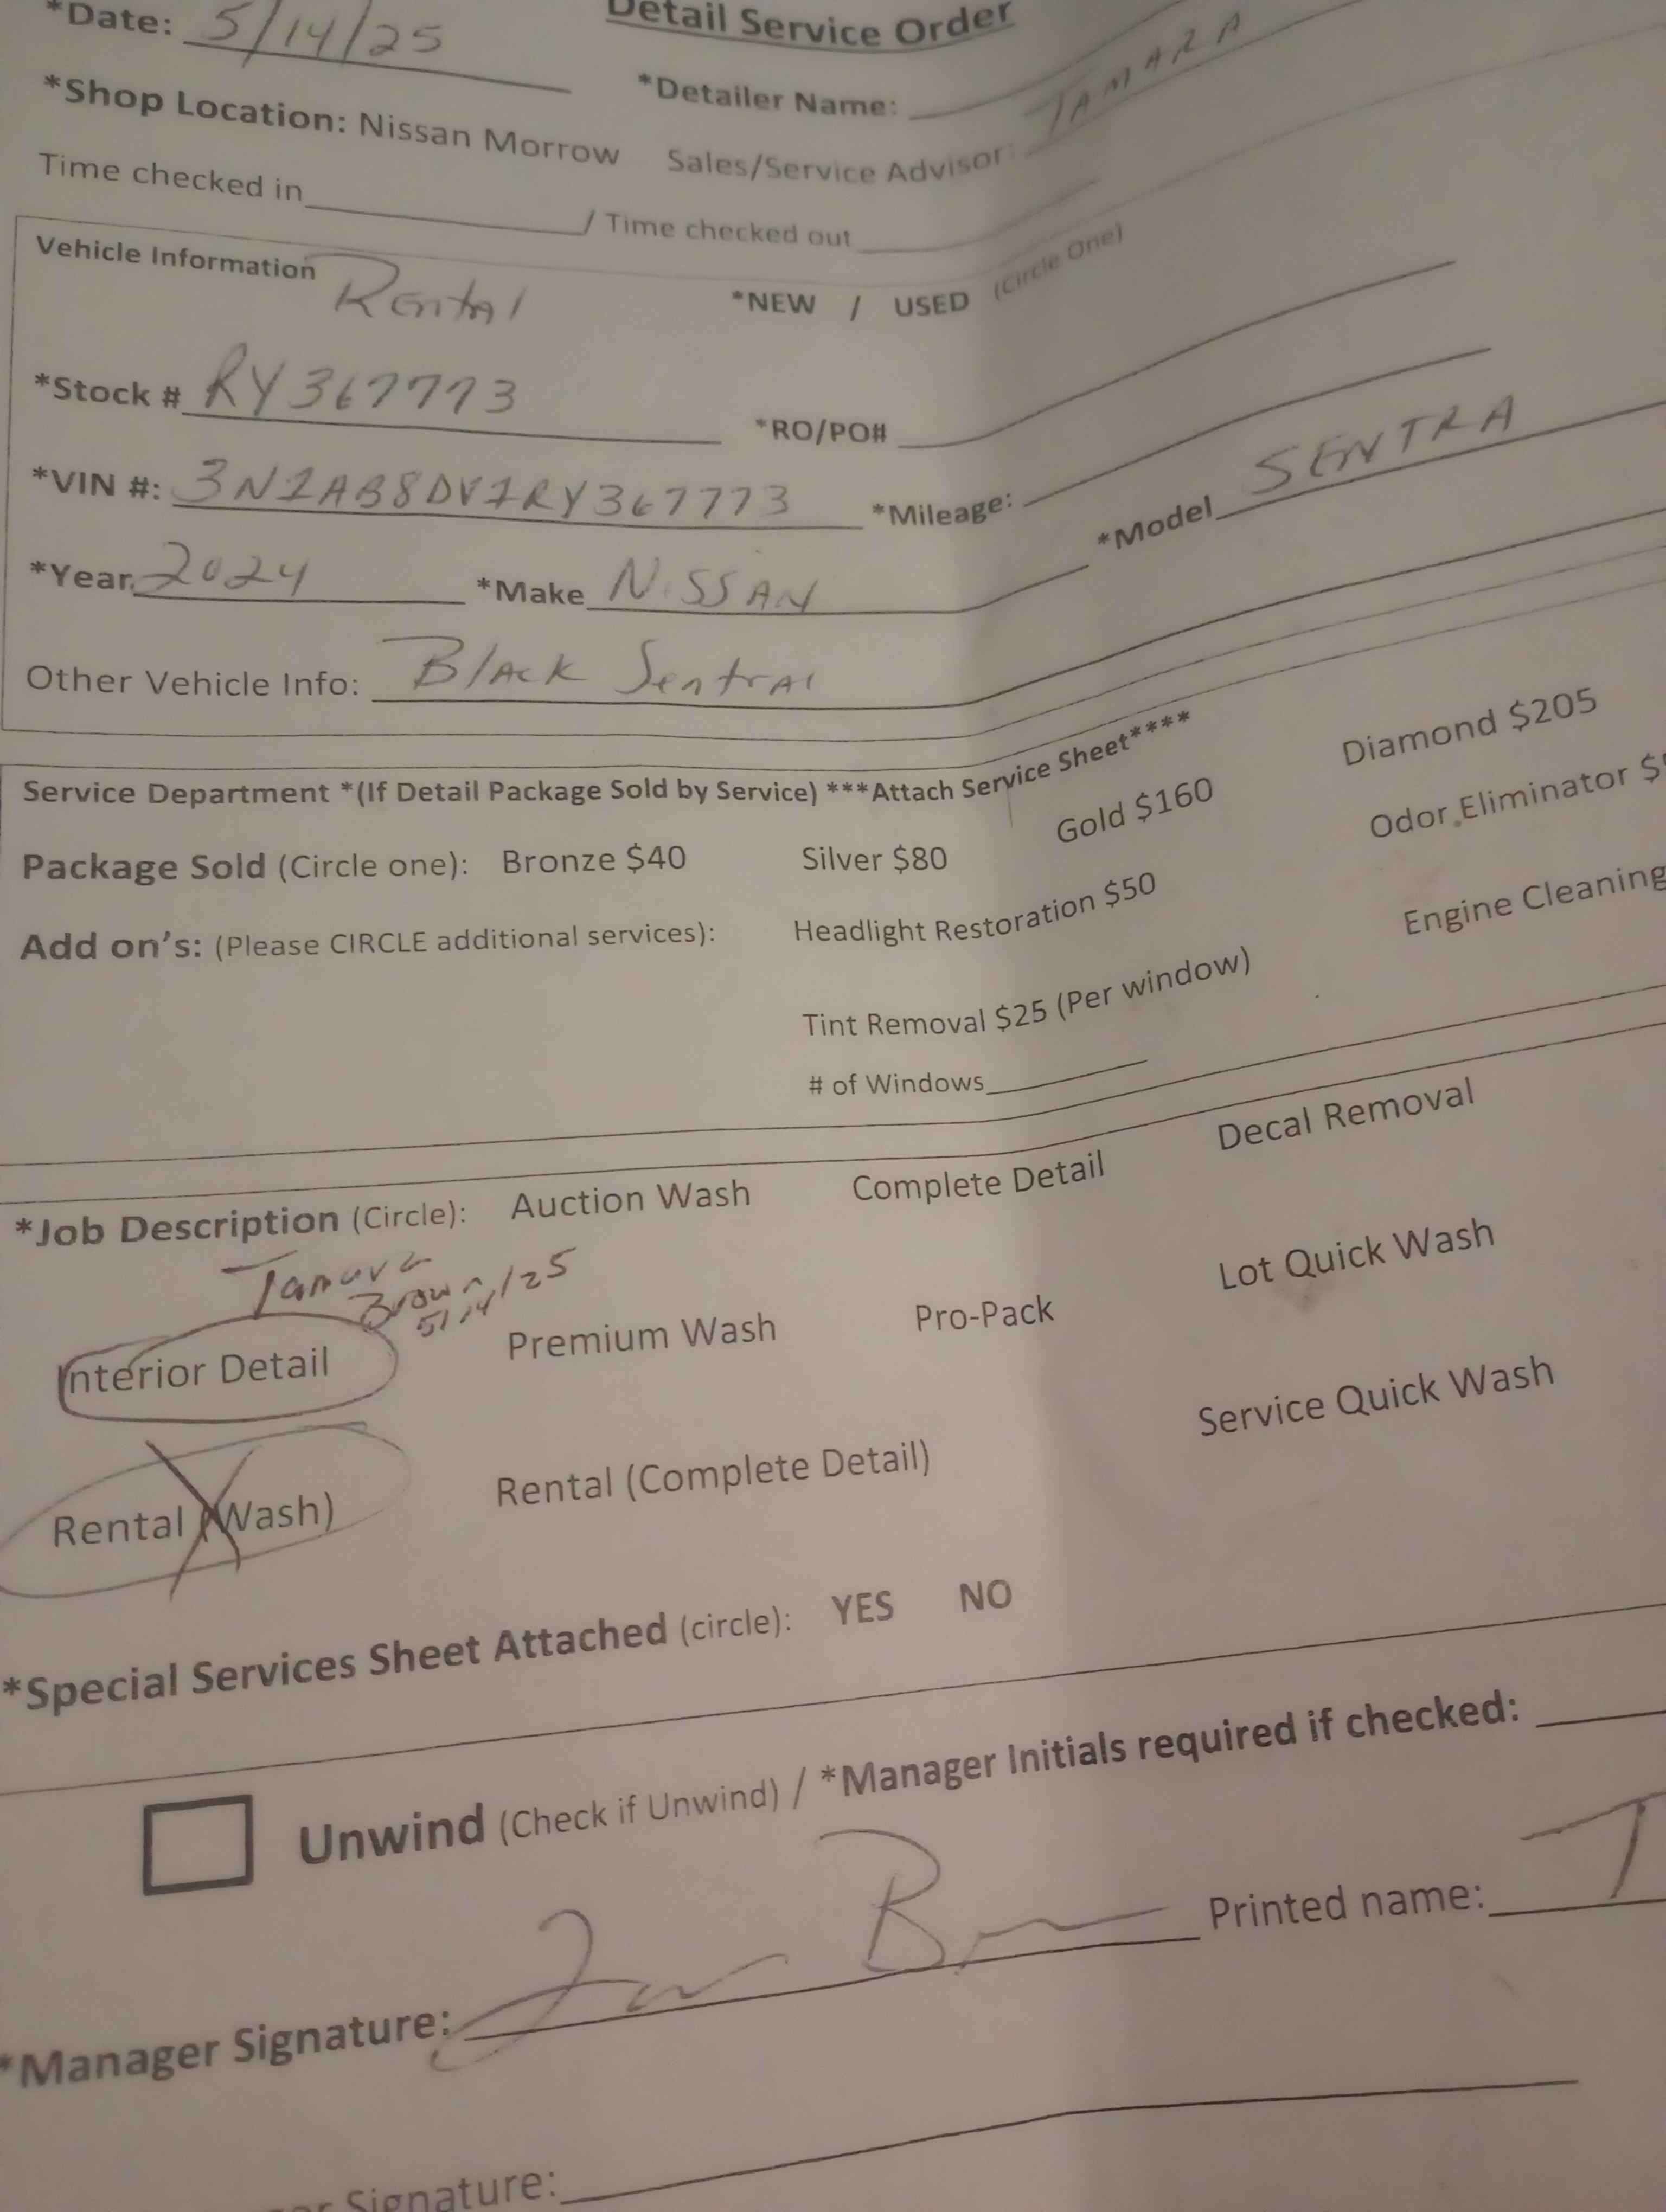 *Date: 5/14/25
Detail Service Order
*Detailer Name:
*Shop Location: Nissan Morrow Sales/Service Advisor: TAMARA
Time checked in / Time checked out
Vehicle Information Rental *NEW / USED (Circle One)
*Stock # RY367773 *RO/PO#
*VIN #: 3N1AB8DV1RY367773 *Mileage:
*Year 2024 *Make NISSAN *Model SENTRA
Other Vehicle Info: Black Sentra
Service Department *(If Detail Package Sold by Service) ***Attach Service Sheet****
Package Sold (Circle one): Bronze $40 Silver $80 Gold $160 Diamond $205
Add on's: (Please CIRCLE additional services): Headlight Restoration $50 Odor Eliminator $
Tint Removal $25 (Per window) Engine Cleaning
# of Windows
*Job Description (Circle): Auction Wash Complete Detail Decal Removal
Tamara Brown 5/14/25
Interior Detail Premium Wash Pro-Pack Lot Quick Wash
Rental (Wash) Rental (Complete Detail) Service Quick Wash
*Special Services Sheet Attached (circle): YES NO
Unwind (Check if Unwind) / *Manager Initials required if checked:
*Manager Signature: Printed name: T
Signature: